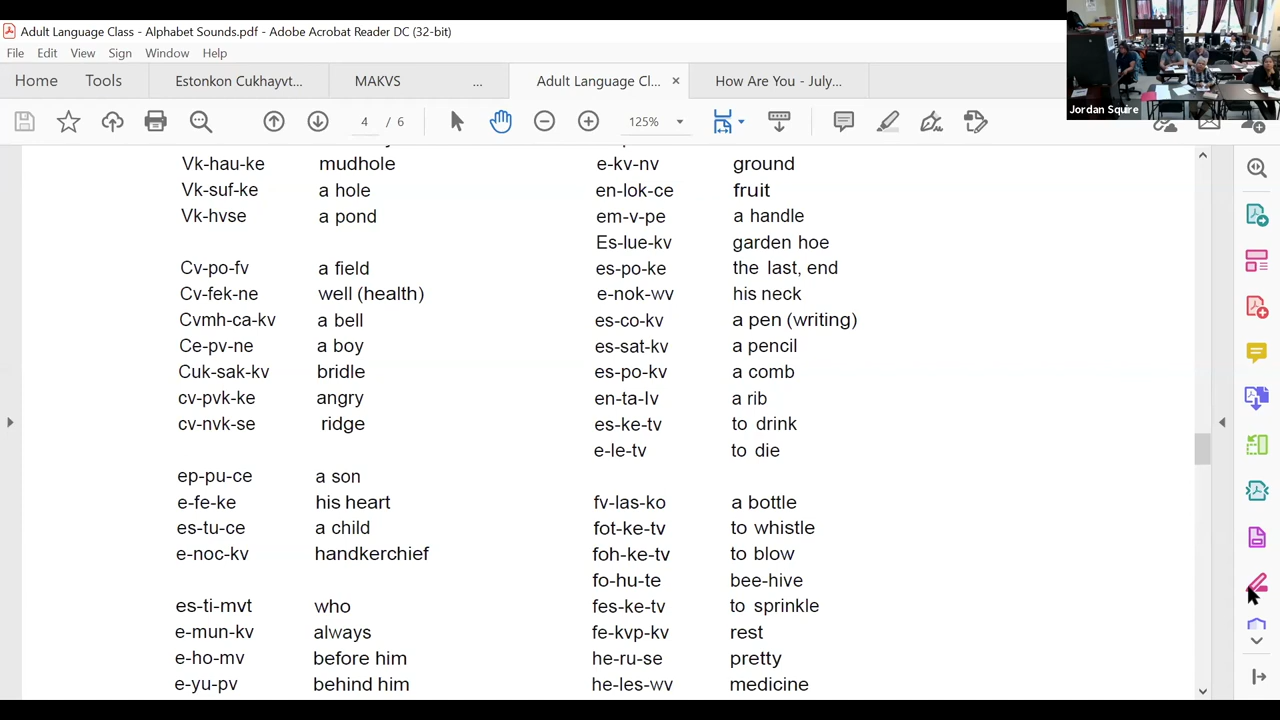 Adult Language Class - Alphabet Sounds.pdf - Adobe Acrobat Reader DC (32-bit)
File Edit View Sign Window Help
Home Tools Estonkon Cukhayvt... MAKVS ... Adult Language Cl... × How Are You - July...
4 / 6 125%
Jordan Squire
Vk-hau-ke mudhole
Vk-suf-ke a hole
Vk-hvse a pond
Cv-po-fv a field
Cv-fek-ne well (health)
Cvmh-ca-kv a bell
Ce-pv-ne a boy
Cuk-sak-kv bridle
cv-pvk-ke angry
cv-nvk-se ridge
ep-pu-ce a son
e-fe-ke his heart
es-tu-ce a child
e-noc-kv handkerchief
es-ti-mvt who
e-mun-kv always
e-ho-mv before him
e-yu-pv behind him
e-kv-nv ground
en-lok-ce fruit
em-v-pe a handle
Es-lue-kv garden hoe
es-po-ke the last, end
e-nok-wv his neck
es-co-kv a pen (writing)
es-sat-kv a pencil
es-po-kv a comb
en-ta-lv a rib
es-ke-tv to drink
e-le-tv to die
fv-las-ko a bottle
fot-ke-tv to whistle
foh-ke-tv to blow
fo-hu-te bee-hive
fes-ke-tv to sprinkle
fe-kvp-kv rest
he-ru-se pretty
he-les-wv medicine